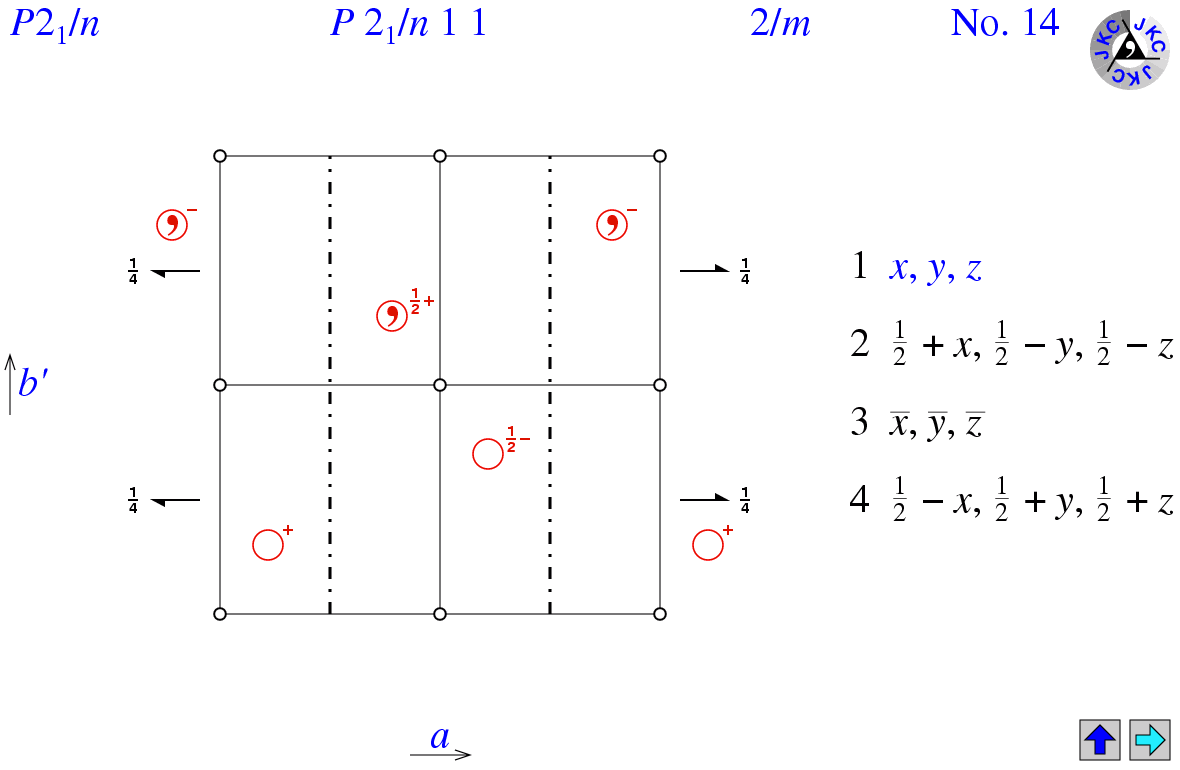 P2₁/n P 2₁/n 1 1 2/m No. 14
JKC JKC JKC
− −
1/4 1/4
1/2+
b′
1/2−
1/4 1/4
+ +
a
1 x, y, z
2 1/2 + x, 1/2 − y, 1/2 − z
3 x̅, y̅, z̅
4 1/2 − x, 1/2 + y, 1/2 + z